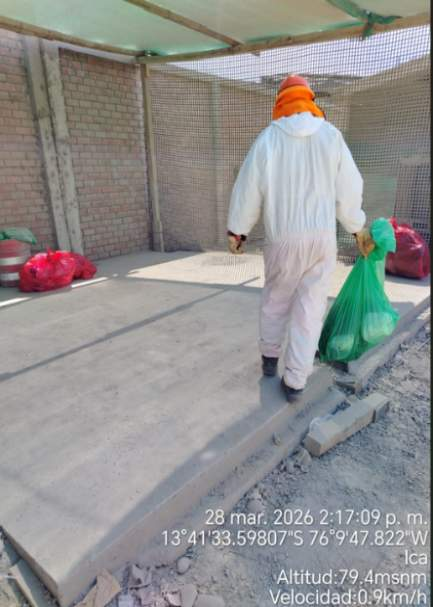 28 mar. 2026 2:17:09 p. m.
13°41'33.59807"S 76°9'47.822"W
Ica
Altitud:79.4msnm
Velocidad:0.9km/h